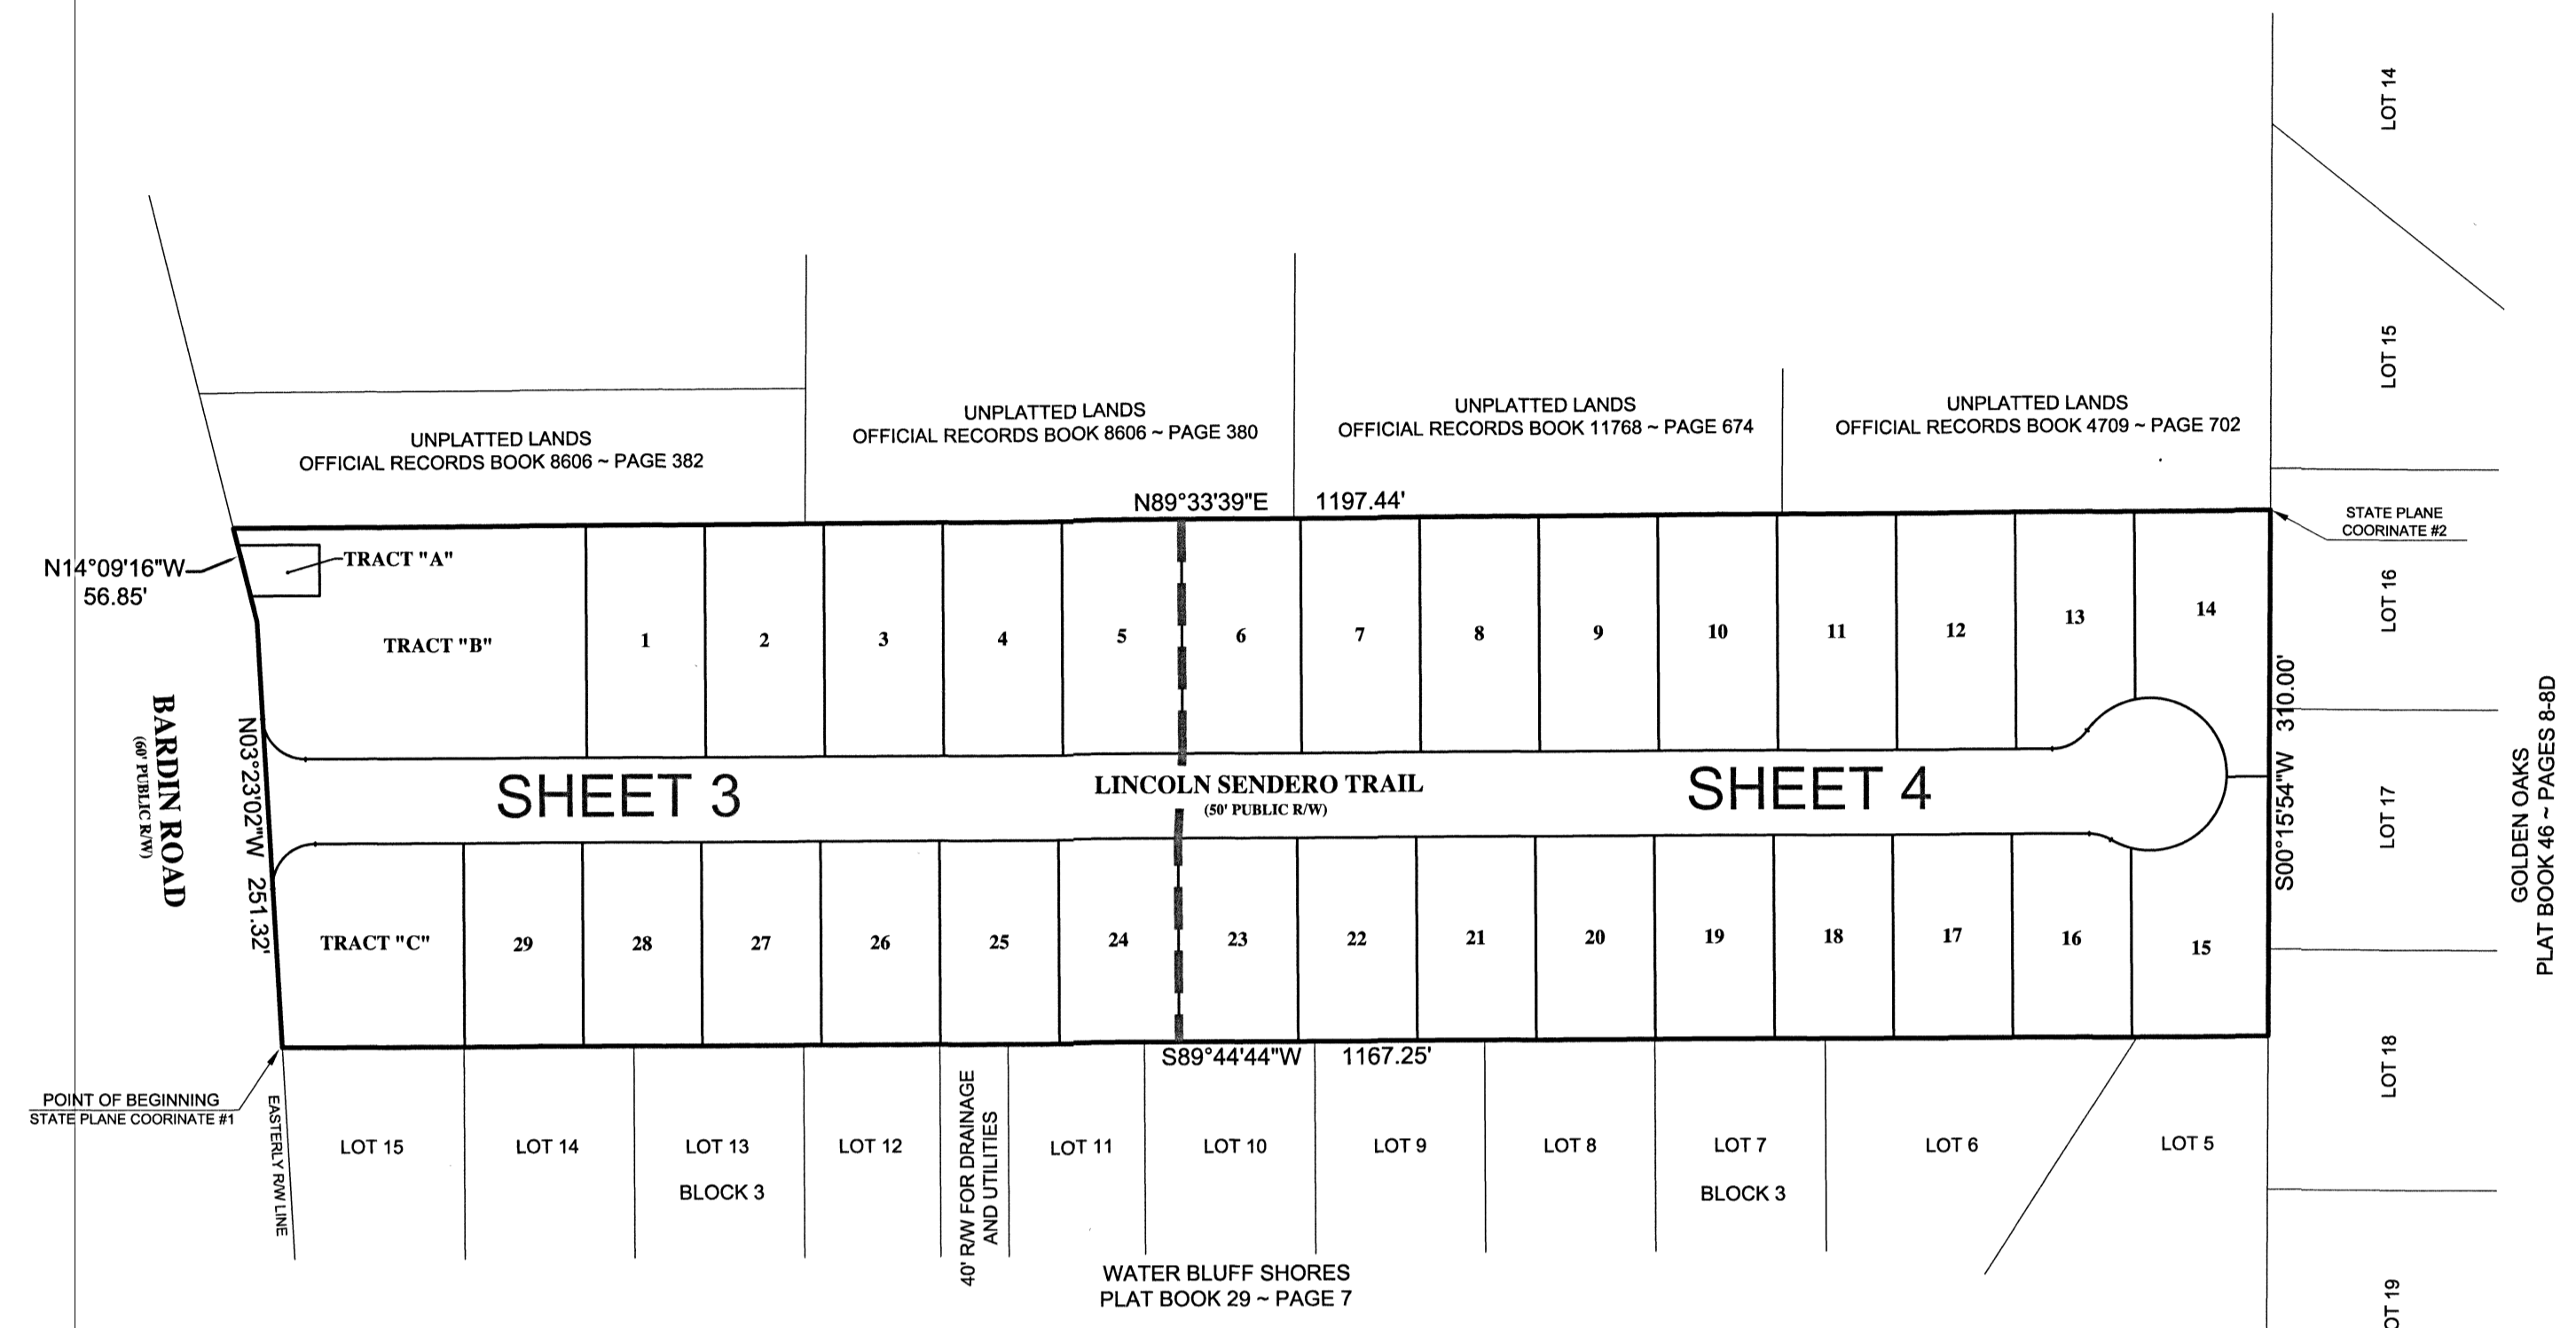 LOT 14
LOT 15
UNPLATTED LANDS
OFFICIAL RECORDS BOOK 8606 ~ PAGE 382
UNPLATTED LANDS
OFFICIAL RECORDS BOOK 8606 ~ PAGE 380
UNPLATTED LANDS
OFFICIAL RECORDS BOOK 11768 ~ PAGE 674
UNPLATTED LANDS
OFFICIAL RECORDS BOOK 4709 ~ PAGE 702
N89°33'39"E 1197.44'
STATE PLANE
COORINATE #2
N14°09'16"W
56.85'
TRACT "A"
TRACT "B"
1
2
3
4
5
6
7
8
9
10
11
12
13
14
LOT 16
BARDIN ROAD
(60' PUBLIC R/W)
N03°23'02"W 251.32'
SHEET 3
LINCOLN SENDERO TRAIL
(50' PUBLIC R/W)
SHEET 4
S00°15'54"W 310.00'
LOT 17
GOLDEN OAKS
PLAT BOOK 46 ~ PAGES 8-8D
TRACT "C"
29
28
27
26
25
24
23
22
21
20
19
18
17
16
15
S89°44'44"W 1167.25'
POINT OF BEGINNING
STATE PLANE COORINATE #1
EASTERLY R/W LINE
LOT 15
LOT 14
LOT 13
BLOCK 3
LOT 12
40' R/W FOR DRAINAGE
AND UTILITIES
LOT 11
LOT 10
LOT 9
LOT 8
LOT 7
BLOCK 3
LOT 6
LOT 5
LOT 18
WATER BLUFF SHORES
PLAT BOOK 29 ~ PAGE 7
OT 19